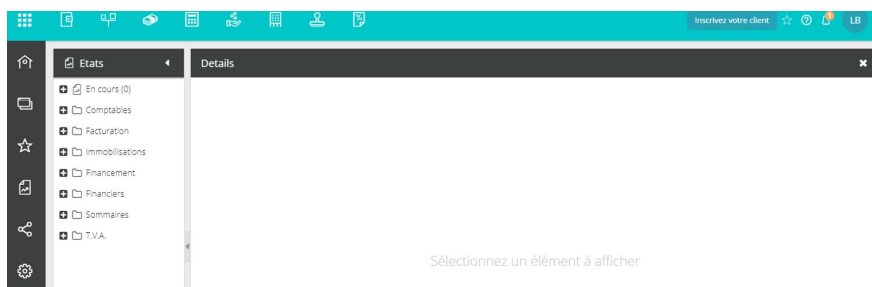 Inscrivez votre client
1
LB
Etats
Details
En cours (0)
Comptables
Facturation
Immobilisations
Financement
Financiers
Sommaires
T.V.A.
Sélectionnez un élément à afficher